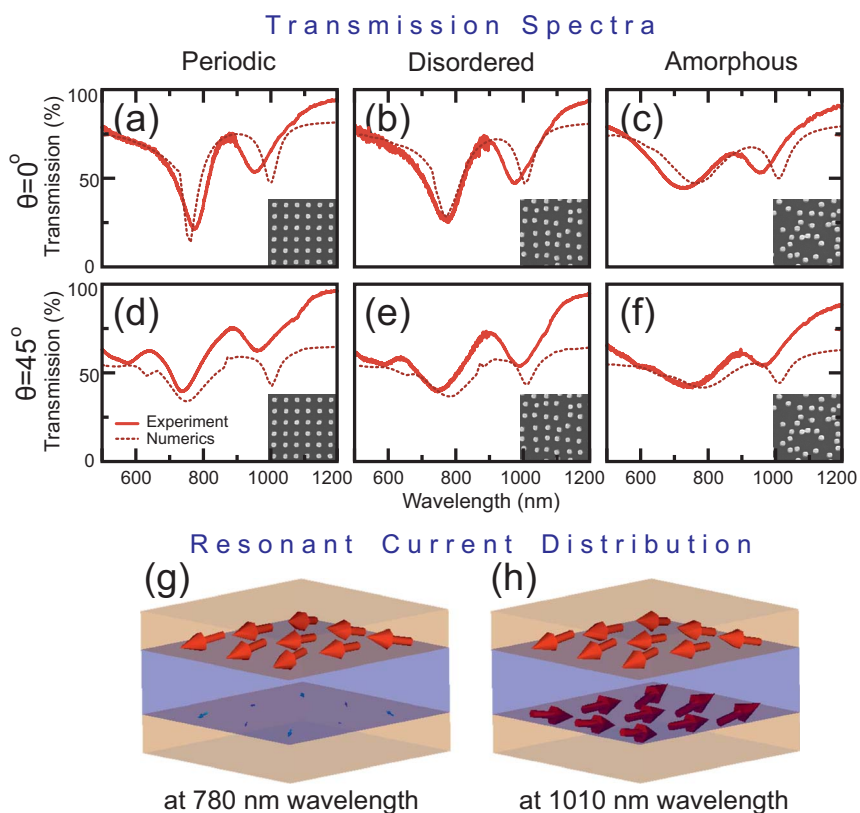 Transmission Spectra
Periodic Disordered Amorphous
θ=0°
Transmission (%)
100
50
0
(a) (b) (c)
θ=45°
Transmission (%)
100
50
0
(d) (e) (f)
Experiment
Numerics
600 800 1000 1200 600 800 1000 1200 600 800 1000 1200
Wavelength (nm)
Resonant Current Distribution
(g) (h)
at 780 nm wavelength at 1010 nm wavelength